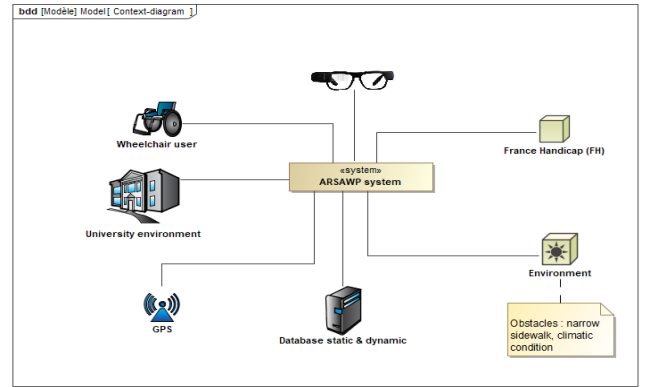 bdd [Modèle] Model [ Context-diagram ]
Wheelchair user
France Handicap (FH)
«system»
ARSAWP system
University environment
Environment
GPS
Database static & dynamic
Obstacles : narrow
sidewalk, climatic
condition